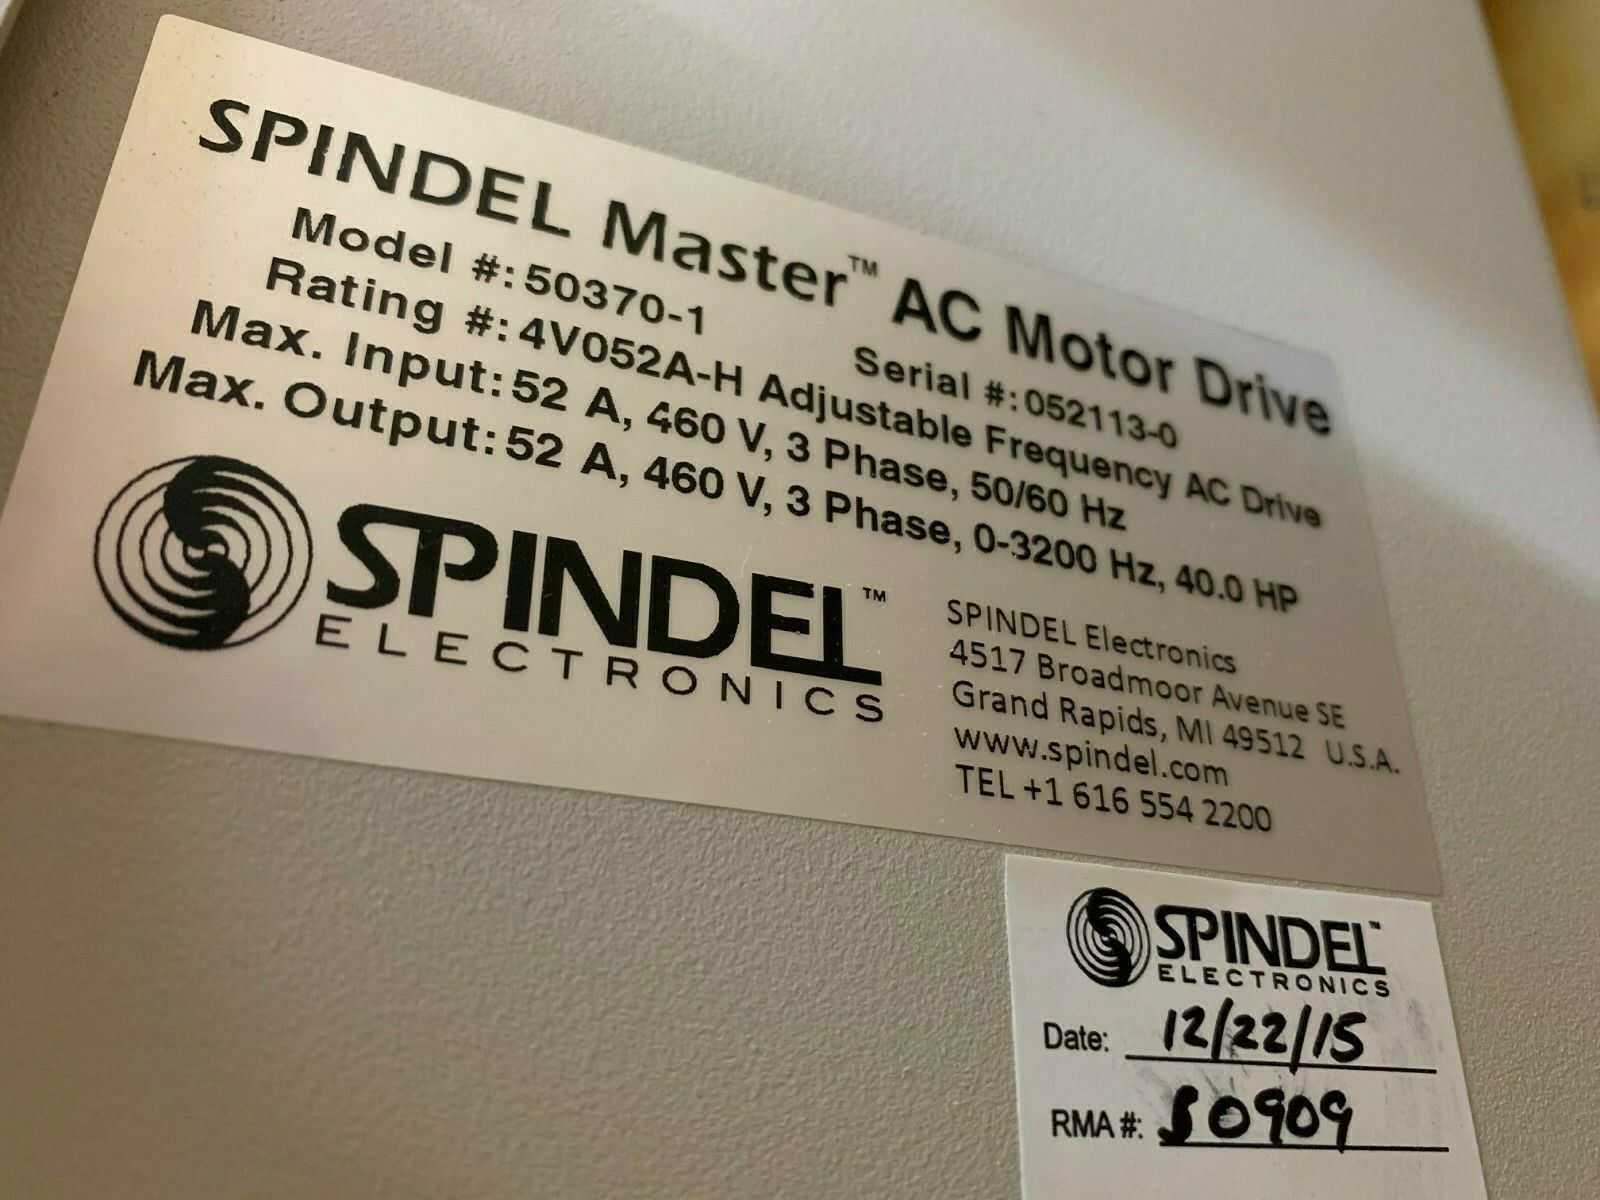 SPINDEL Master™ AC Motor Drive
Model #: 50370-1 Serial #: 052113-0
Rating #: 4V052A-H Adjustable Frequency AC Drive
Max. Input: 52 A, 460 V, 3 Phase, 50/60 Hz
Max. Output: 52 A, 460 V, 3 Phase, 0-3200 Hz, 40.0 HP
SPINDEL™
ELECTRONICS
SPINDEL Electronics
4517 Broadmoor Avenue SE
Grand Rapids, MI 49512 U.S.A.
www.spindel.com
TEL +1 616 554 2200
SPINDEL™
ELECTRONICS
Date: 12/22/15
RMA #: S0909